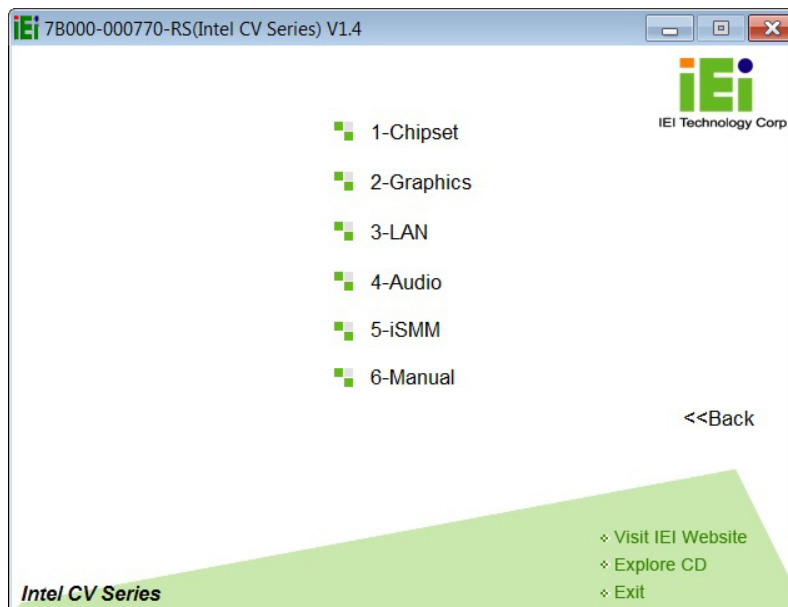 iEi 7B000-000770-RS(Intel CV Series) V1.4
iEi
IEI Technology Corp
1-Chipset
2-Graphics
3-LAN
4-Audio
5-iSMM
6-Manual
<<Back
Visit IEI Website
Explore CD
Exit
Intel CV Series